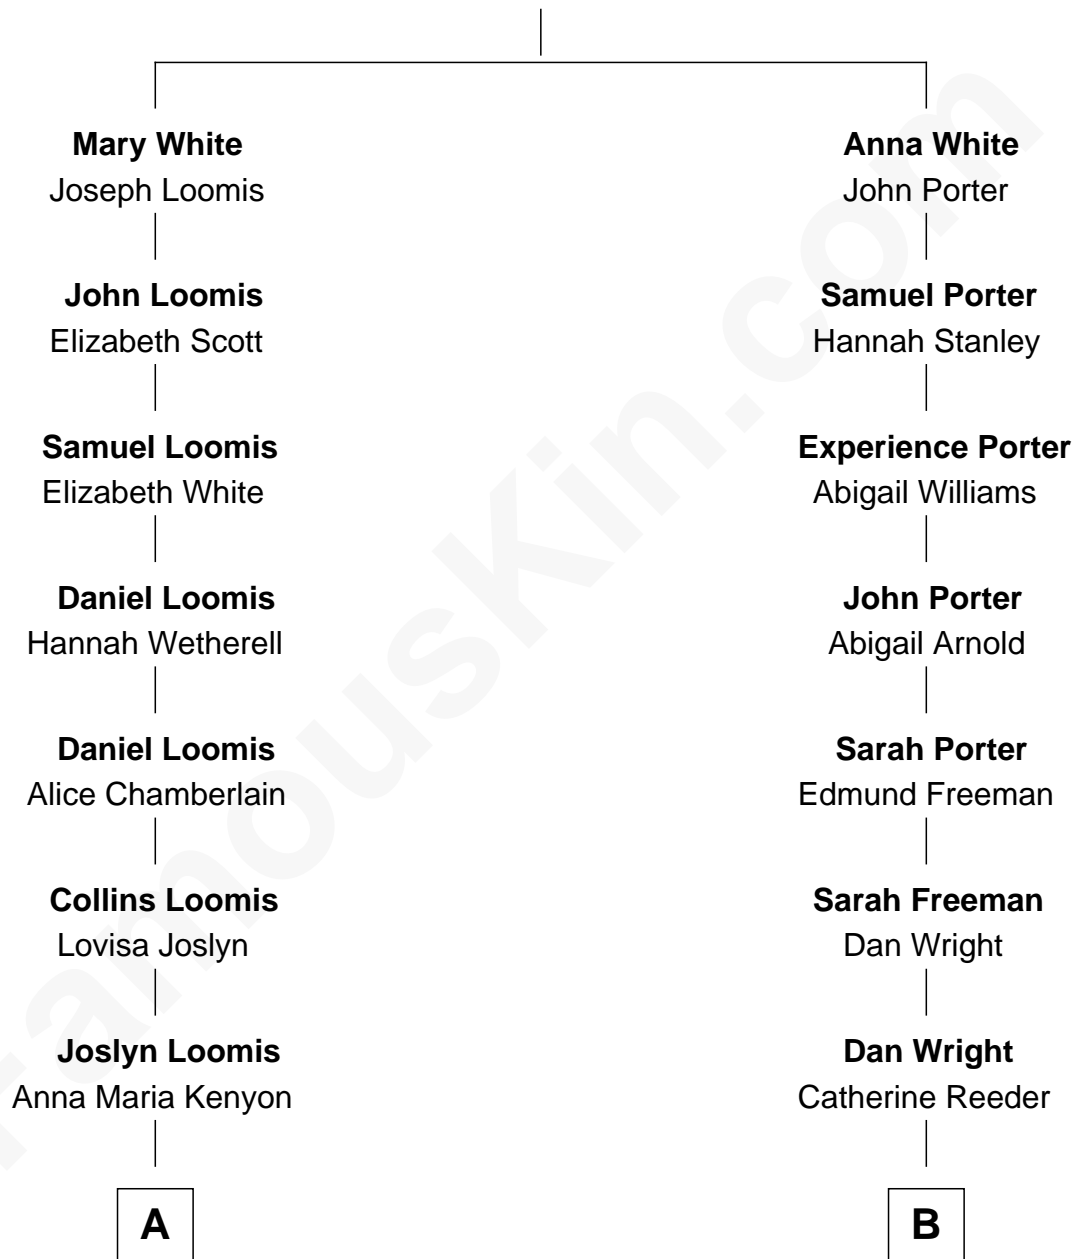 Mary White
Joseph Loomis
John Loomis
Elizabeth Scott
Samuel Loomis
Elizabeth White
Daniel Loomis
Hannah Wetherell
Daniel Loomis
Alice Chamberlain
Collins Loomis
Lovisa Joslyn
Joslyn Loomis
Anna Maria Kenyon
A
Anna White
John Porter
Samuel Porter
Hannah Stanley
Experience Porter
Abigail Williams
John Porter
Abigail Arnold
Sarah Porter
Edmund Freeman
Sarah Freeman
Dan Wright
Dan Wright
Catherine Reeder
B
FamousKin.com